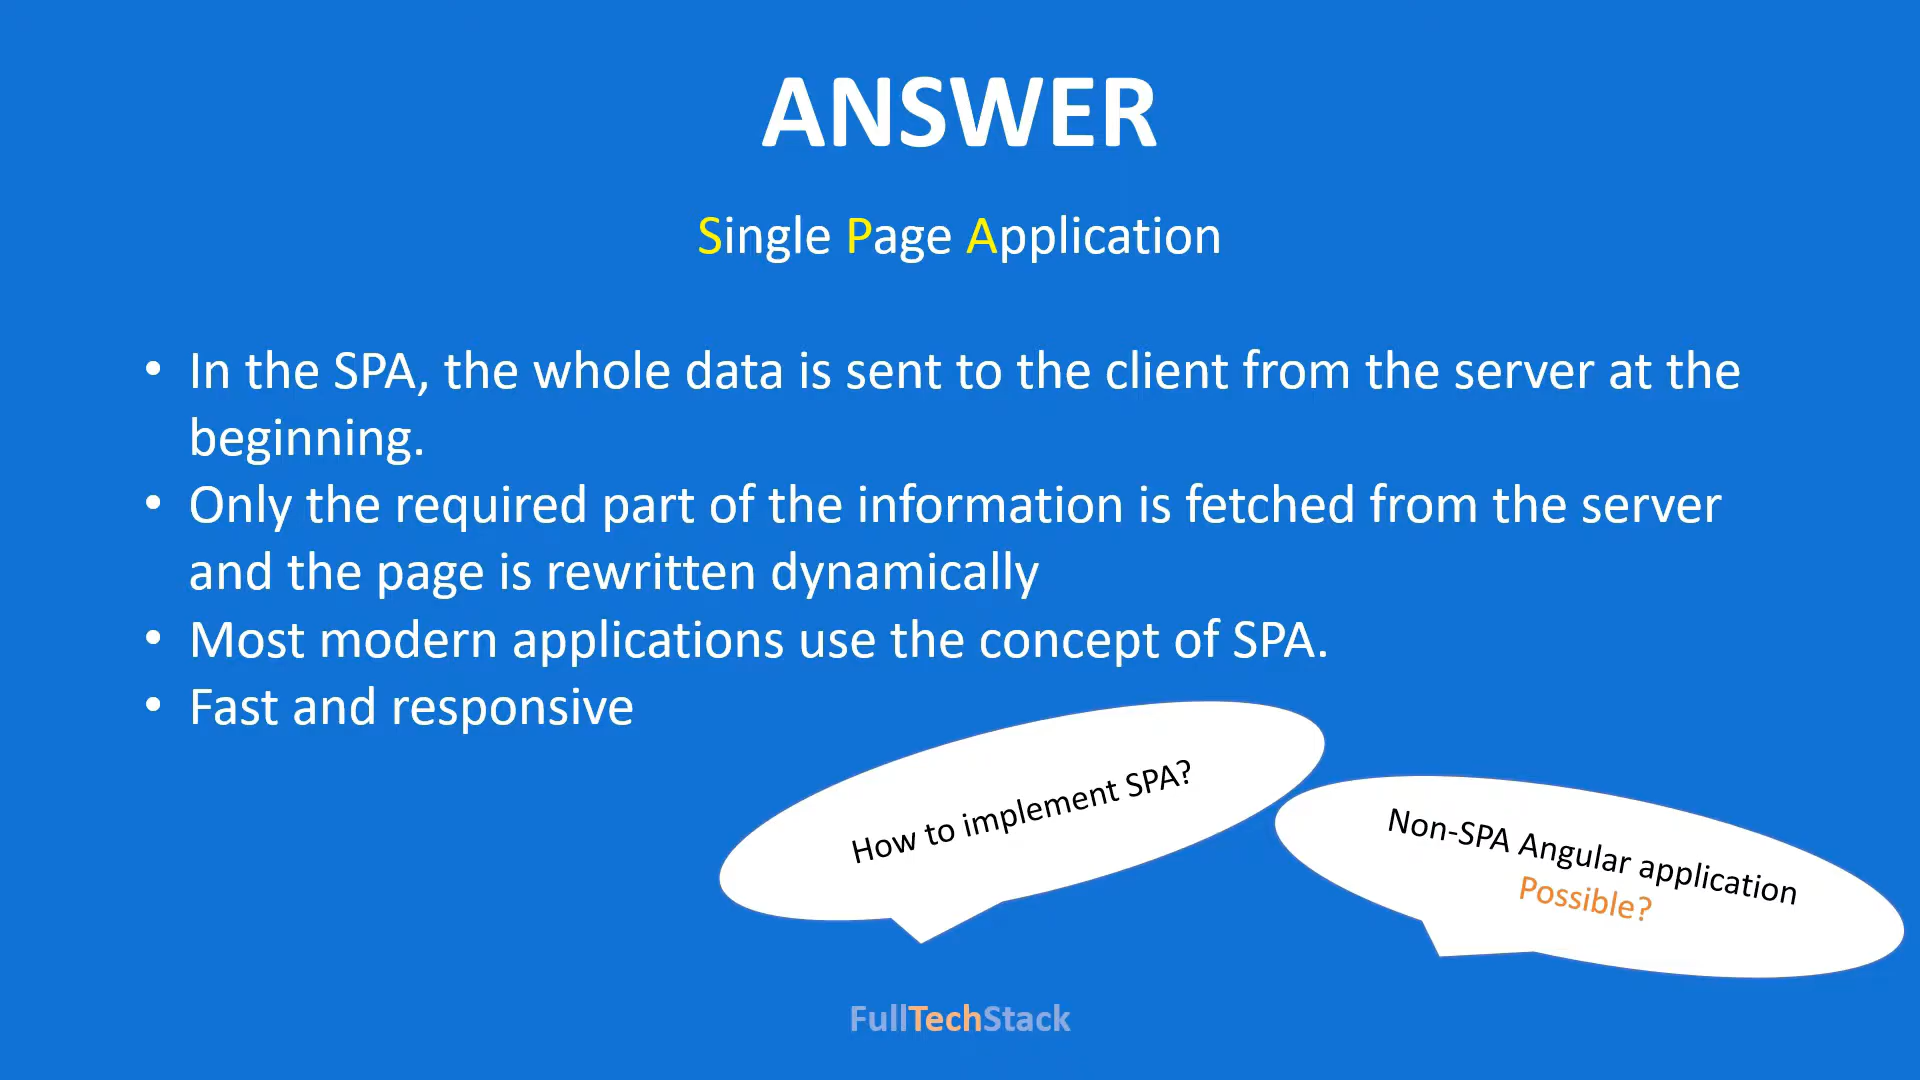 ANSWER
Single Page Application
• In the SPA, the whole data is sent to the client from the server at the
beginning.
• Only the required part of the information is fetched from the server
and the page is rewritten dynamically
• Most modern applications use the concept of SPA.
• Fast and responsive
How to implement SPA?
Non-SPA Angular application
Possible?
FullTechStack